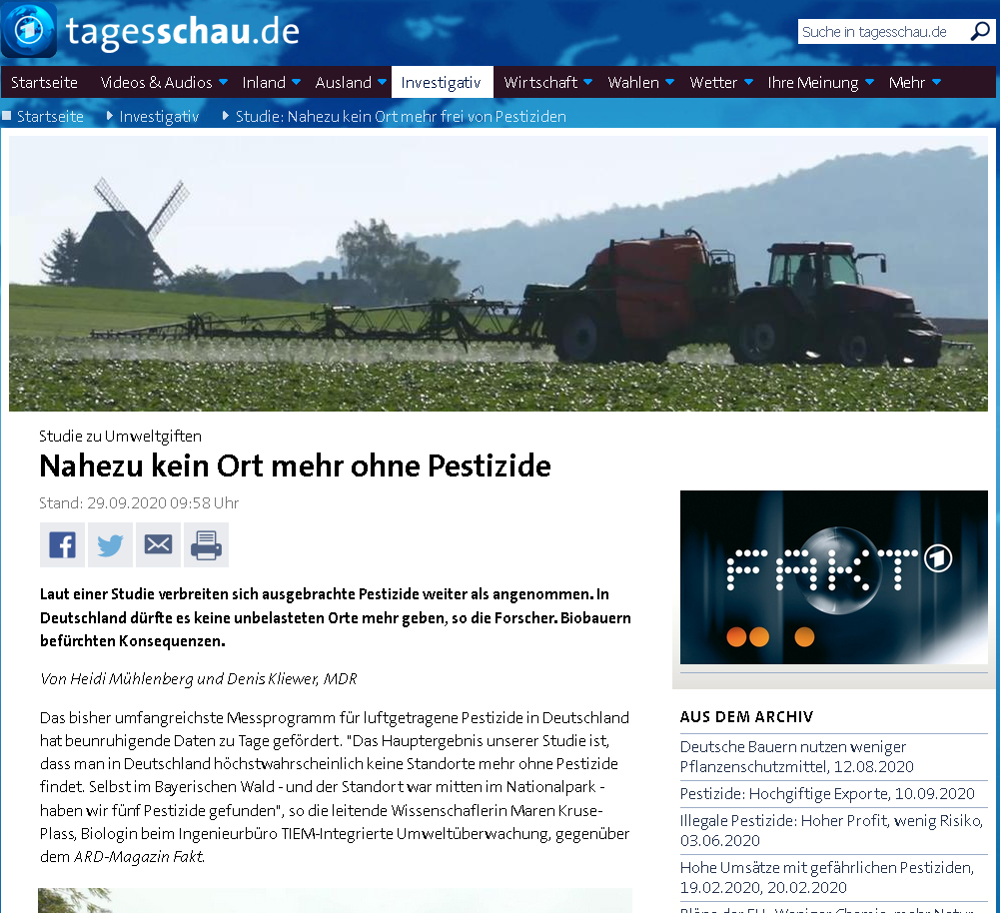 tagesschau.de
Suche in tagesschau.de
Startseite Videos & Audios Inland Ausland Investigativ Wirtschaft Wahlen Wetter Ihre Meinung Mehr
Startseite Investigativ Studie: Nahezu kein Ort mehr frei von Pestiziden
Studie zu Umweltgiften
Nahezu kein Ort mehr ohne Pestizide
Stand: 29.09.2020 09:58 Uhr
Laut einer Studie verbreiten sich ausgebrachte Pestizide weiter als angenommen. In
Deutschland dürfte es keine unbelasteten Orte mehr geben, so die Forscher. Biobauern
befürchten Konsequenzen.
Von Heidi Mühlenberg und Denis Kliewer, MDR
Das bisher umfangreichste Messprogramm für luftgetragene Pestizide in Deutschland
hat beunruhigende Daten zu Tage gefördert. "Das Hauptergebnis unserer Studie ist,
dass man in Deutschland höchstwahrscheinlich keine Standorte mehr ohne Pestizide
findet. Selbst im Bayerischen Wald - und der Standort war mitten im Nationalpark -
haben wir fünf Pestizide gefunden", so die leitende Wissenschaflerin Maren Kruse-
Plass, Biologin beim Ingenieurbüro TIEM-Integrierte Umweltüberwachung, gegenüber
dem ARD-Magazin Fakt.
FAKT 1
AUS DEM ARCHIV
Deutsche Bauern nutzen weniger
Pflanzenschutzmittel, 12.08.2020
Pestizide: Hochgiftige Exporte, 10.09.2020
Illegale Pestizide: Hoher Profit, wenig Risiko,
03.06.2020
Hohe Umsätze mit gefährlichen Pestiziden,
19.02.2020, 20.02.2020
Pläne der EU: Weniger Chemie, mehr Natur